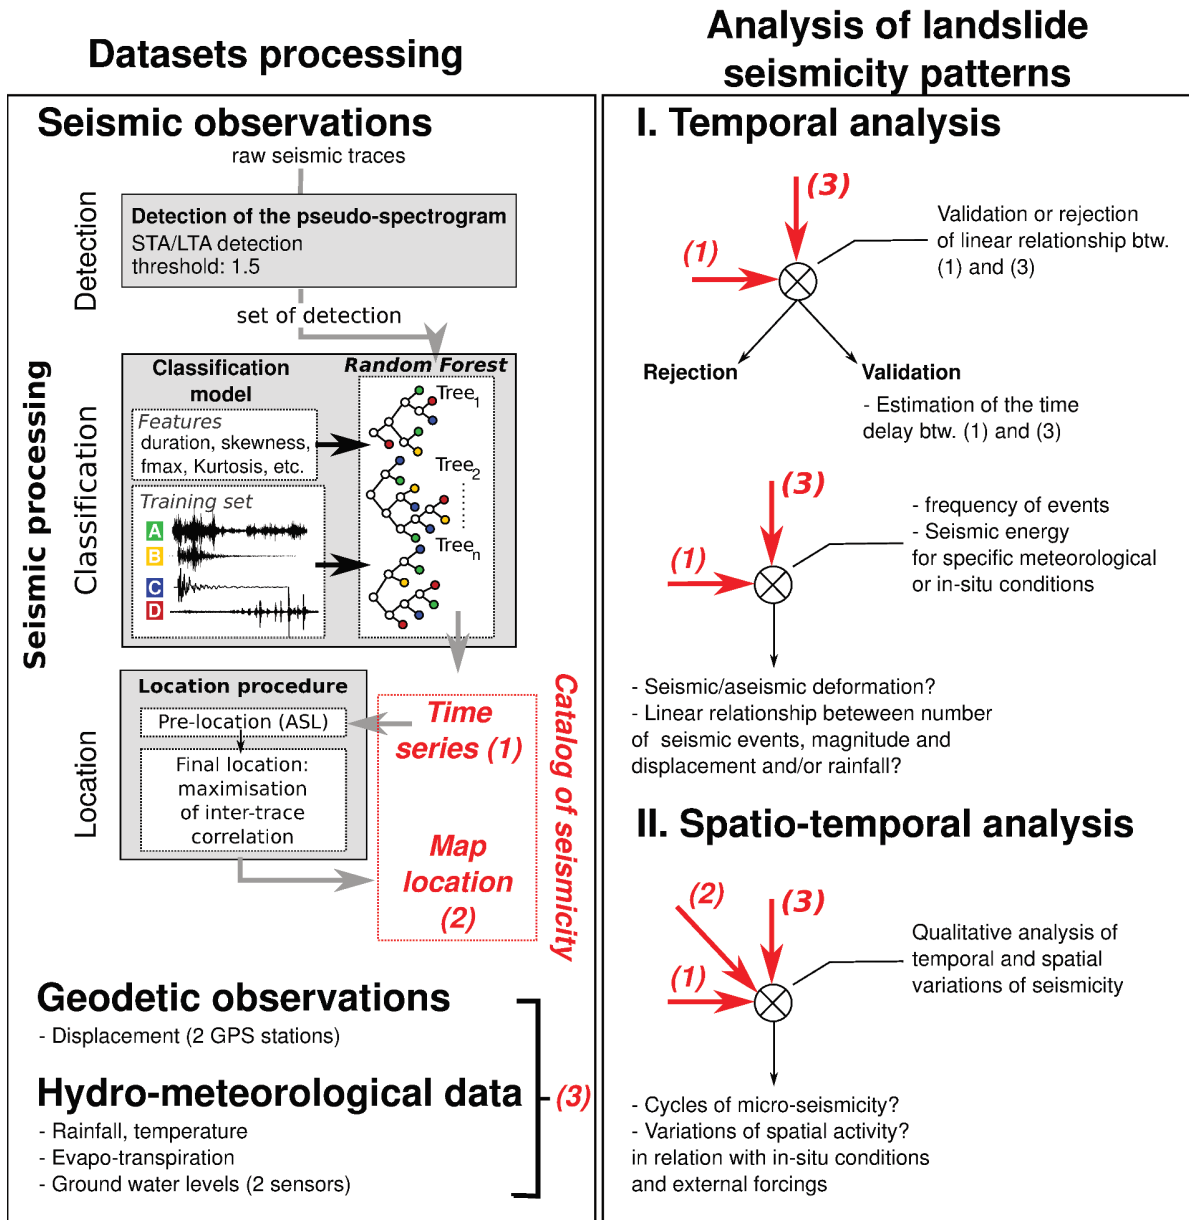 Datasets processing
Analysis of landslide
seismicity patterns
Seismic observations
raw seismic traces
Detection
Detection of the pseudo-spectrogram
STA/LTA detection
threshold: 1.5
set of detection
Seismic processing
Classification
Classification
model
Random Forest
Features
duration, skewness,
fmax, Kurtosis, etc.
Training set
A
B
C
D
Tree1
Tree2
Treen
Location
Location procedure
Pre-location (ASL)
Final location:
maximisation
of inter-trace
correlation
Time
series (1)
Map
location
(2)
Catalog of seismicity
Geodetic observations
- Displacement (2 GPS stations)
Hydro-meteorological data
- Rainfall, temperature
- Evapo-transpiration
- Ground water levels (2 sensors)
(3)
I. Temporal analysis
(3)
(1)
Validation or rejection
of linear relationship btw.
(1) and (3)
Rejection
Validation
- Estimation of the time
delay btw. (1) and (3)
(3)
(1)
- frequency of events
- Seismic energy
for specific meteorological
or in-situ conditions
- Seismic/aseismic deformation?
- Linear relationship beteween number
of seismic events, magnitude and
displacement and/or rainfall?
II. Spatio-temporal analysis
(2)
(3)
(1)
Qualitative analysis of
temporal and spatial
variations of seismicity
- Cycles of micro-seismicity?
- Variations of spatial activity?
in relation with in-situ conditions
and external forcings